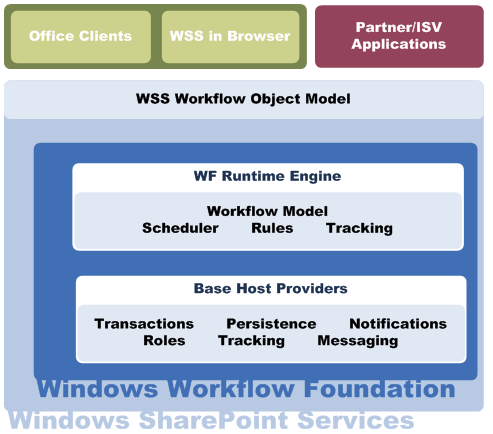 Office Clients
WSS in Browser
Partner/ISV
Applications
WSS Workflow Object Model
WF Runtime Engine
Workflow Model
Scheduler Rules Tracking
Base Host Providers
Transactions Persistence Notifications
Roles Tracking Messaging
Windows Workflow Foundation
Windows SharePoint Services